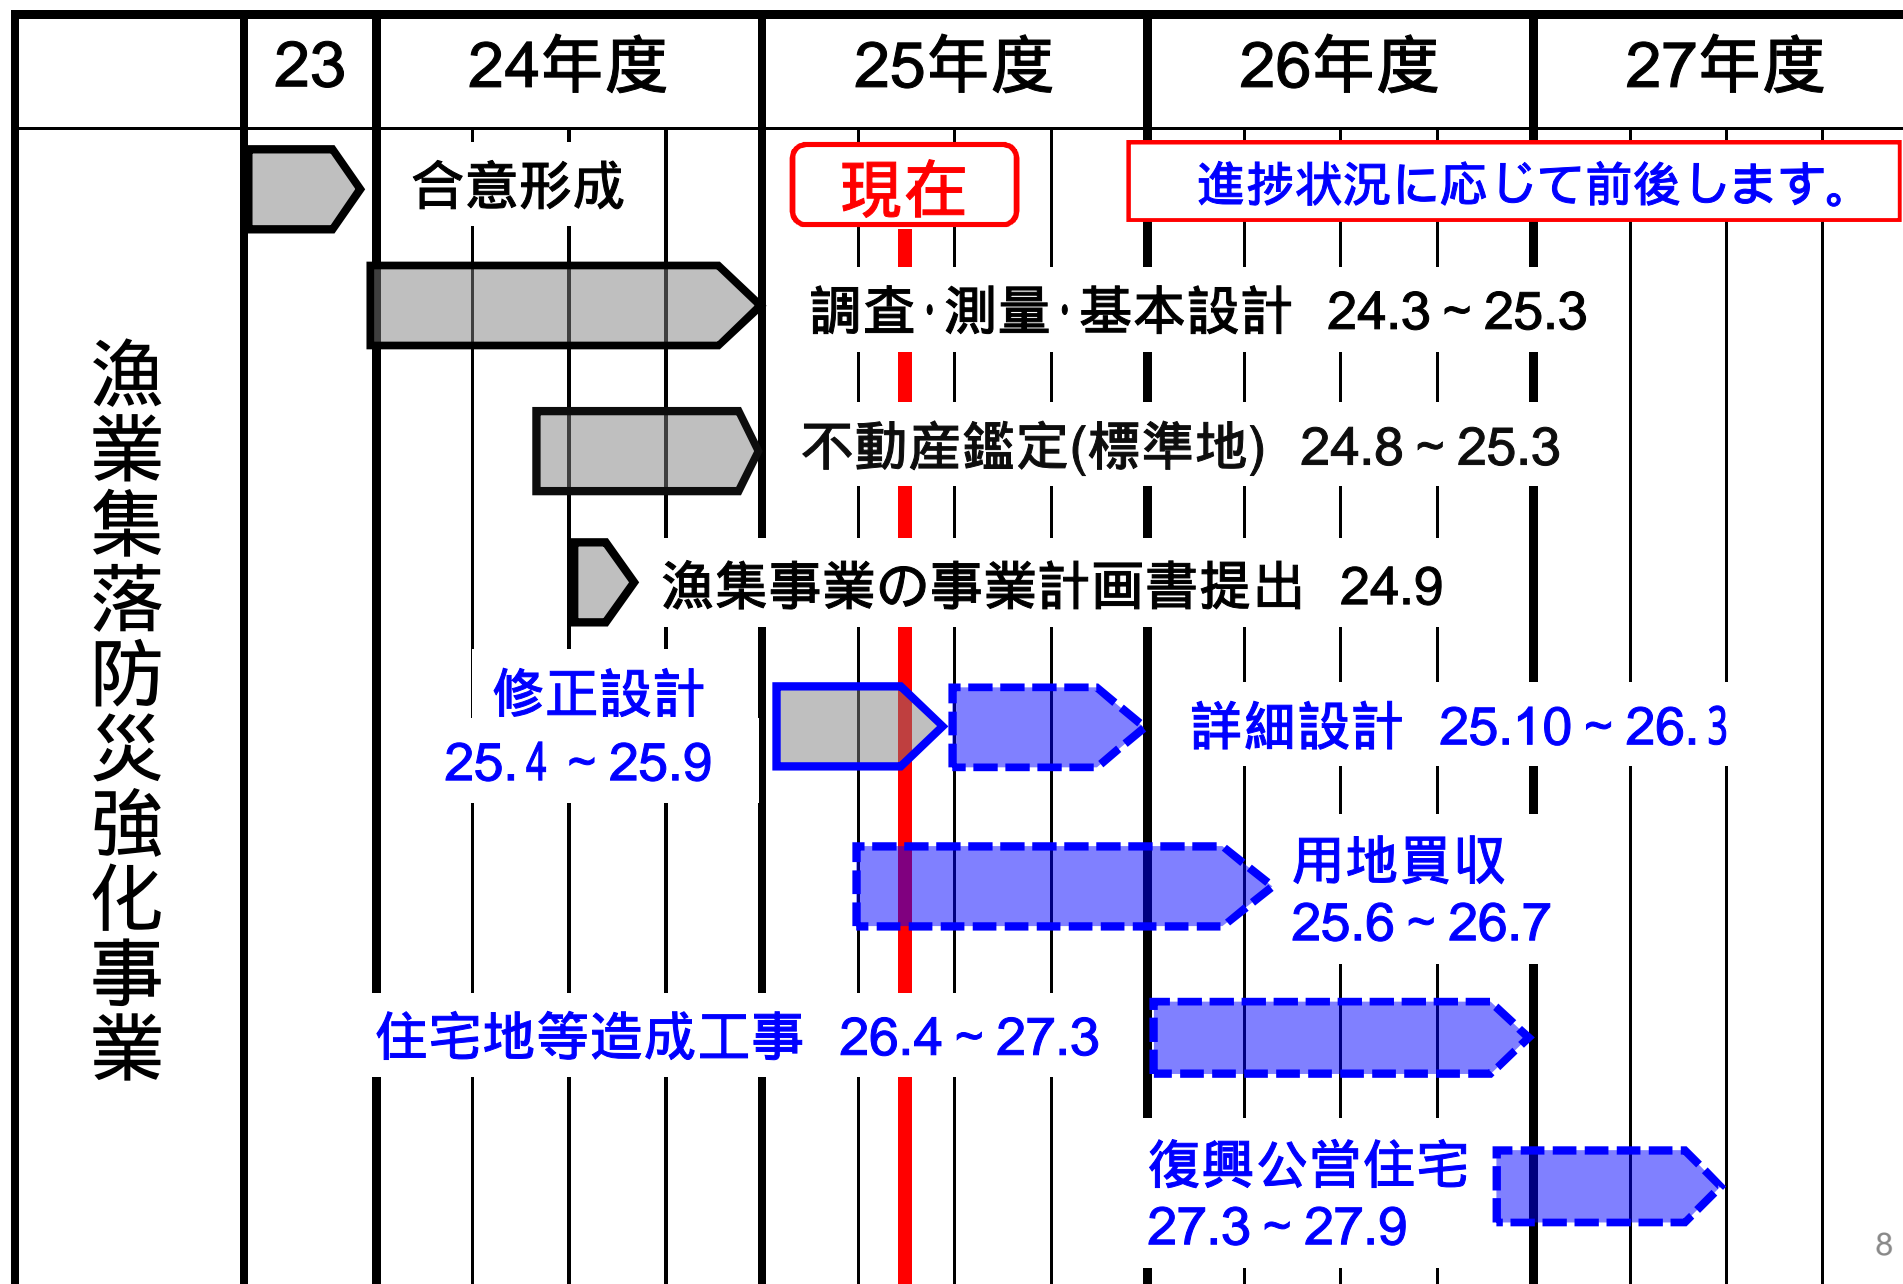 23 24年度 25年度 26年度 27年度
漁業集落防災強化事業
合意形成
現在
進捗状況に応じて前後します。
調査･測量･基本設計 24.3～25.3
不動産鑑定(標準地) 24.8～25.3
漁集事業の事業計画書提出 24.9
修正設計
25.4 ～25.9
詳細設計 25.10～26.3
用地買収
25.6～26.7
住宅地等造成工事 26.4～27.3
復興公営住宅
27.3～27.9
8